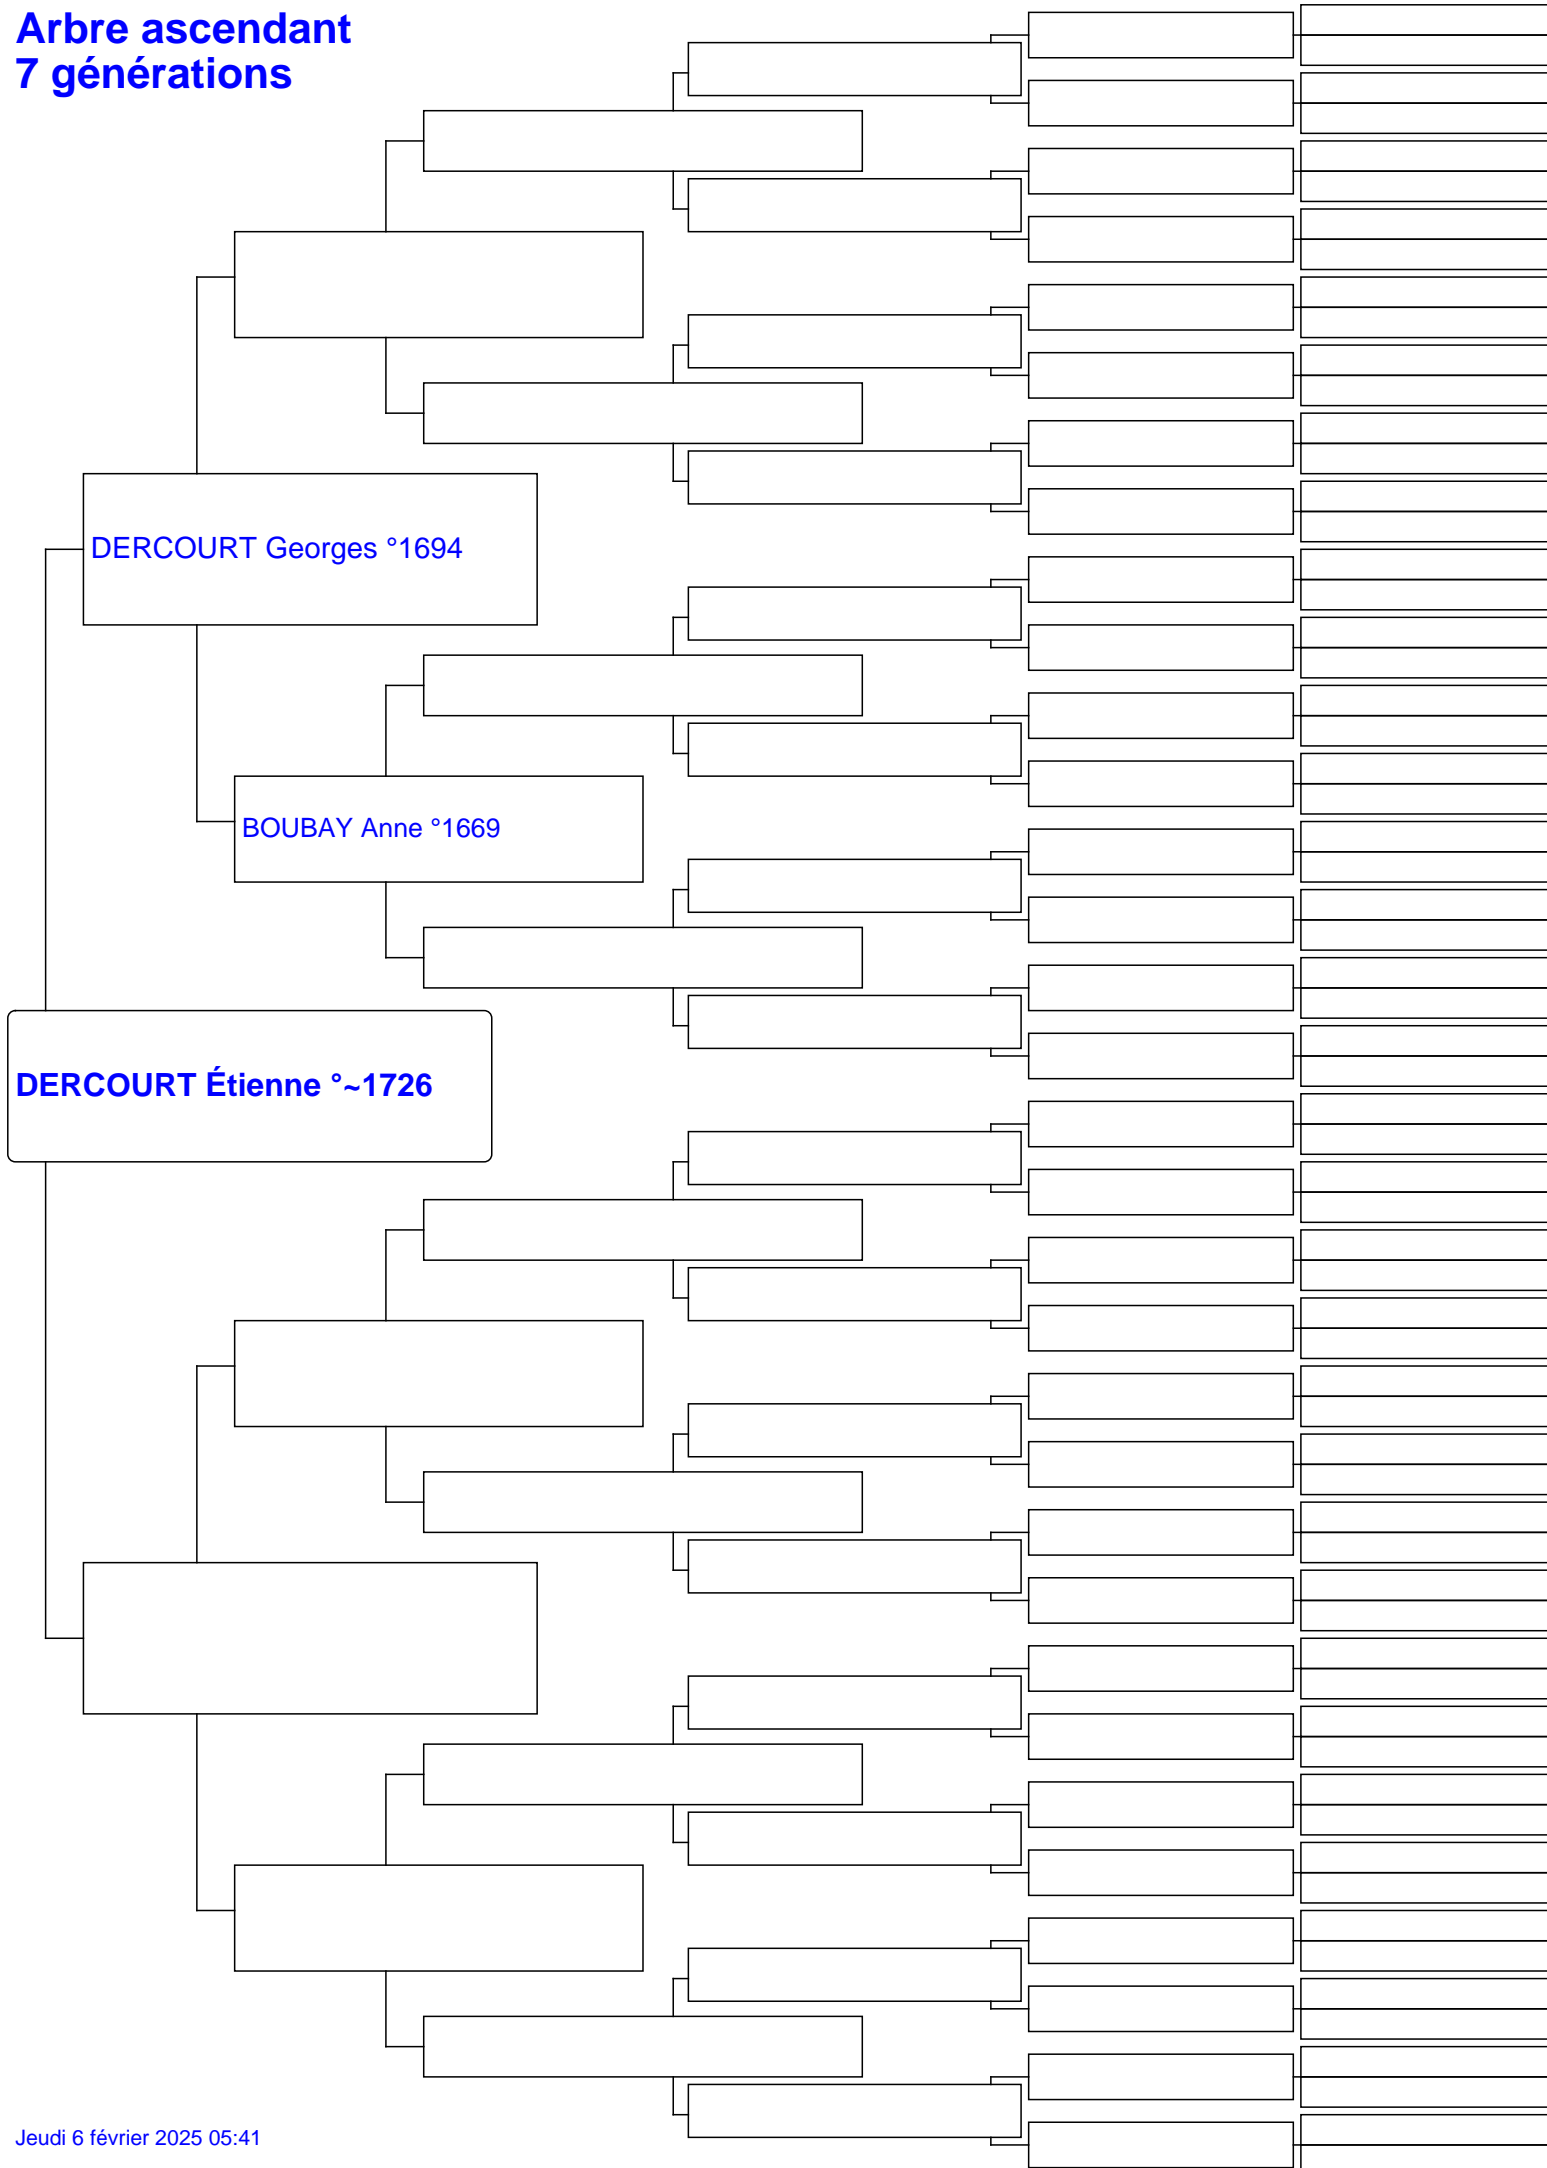 Arbre ascendant
7 générations
DERCOURT Georges °1694
BOUBAY Anne °1669
DERCOURT Étienne °~1726
Jeudi 6 février 2025 05:41